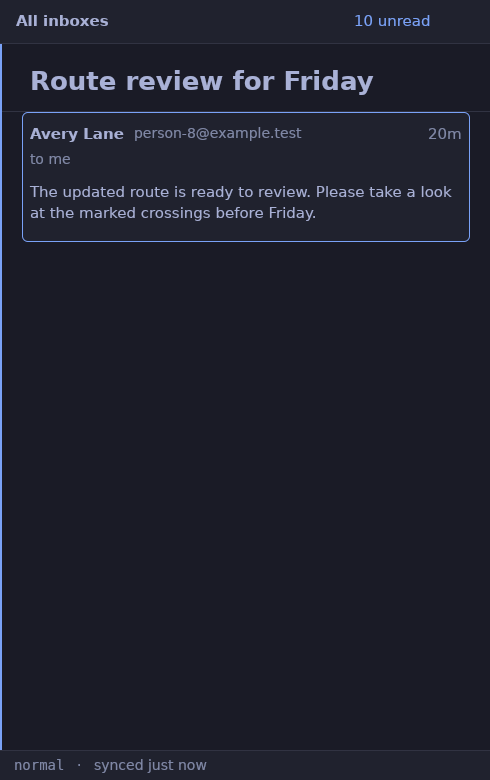 All inboxes 10 unread
Route review for Friday
Avery Lane person-8@example.test 20m
to me
The updated route is ready to review. Please take a look
at the marked crossings before Friday.
normal · synced just now